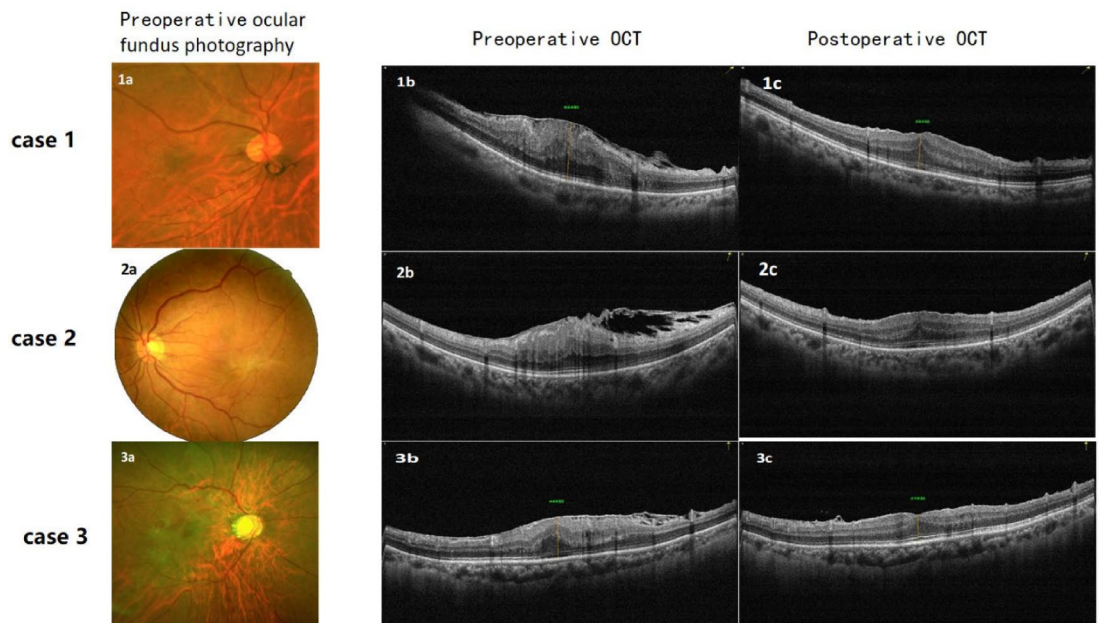 Preoperative ocular
fundus photography
Preoperative OCT
Postoperative OCT
case 1
1a
1b
1c
case 2
2a
2b
2c
case 3
3a
3b
3c